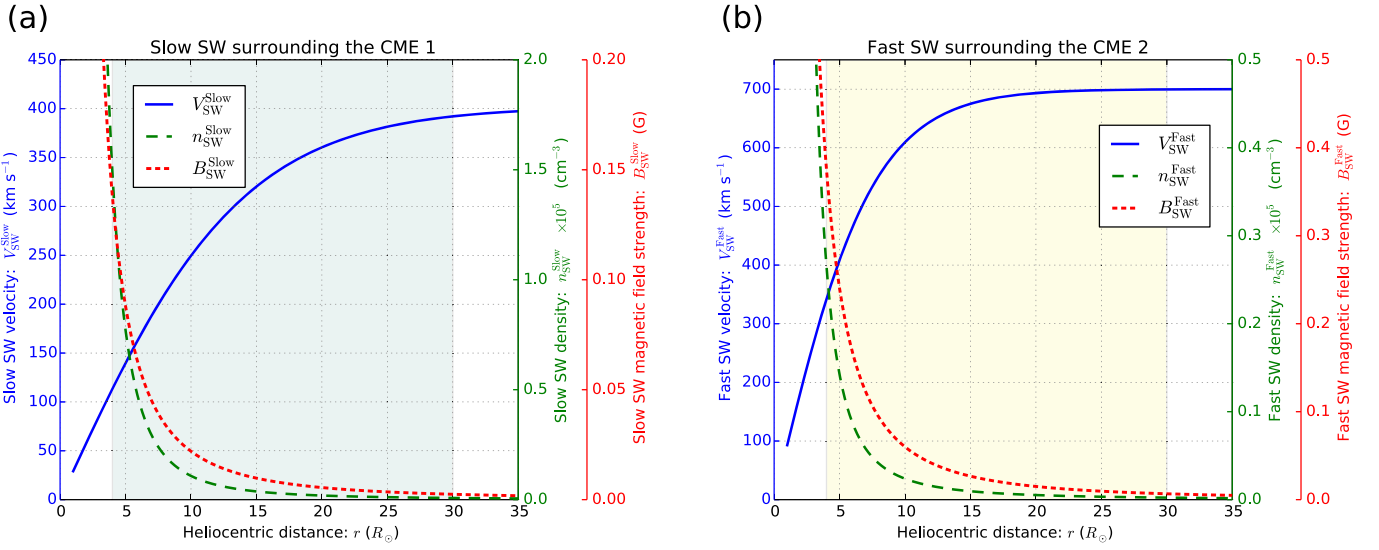 (a)
Slow SW surrounding the CME 1
450
400
350
300
250
200
150
100
50
0
Slow SW velocity: V_SW^Slow (km s⁻¹)
V_SW^Slow
n_SW^Slow
B_SW^Slow
2.0
1.5
1.0
0.5
0.0
Slow SW density: n_SW^Slow ×10⁵ (cm⁻³)
0.20
0.15
0.10
0.05
0.00
Slow SW magnetic field strength: B_SW^Slow (G)
0 5 10 15 20 25 30 35
Heliocentric distance: r (R_⊙)
(b)
Fast SW surrounding the CME 2
700
600
500
400
300
200
100
0
Fast SW velocity: V_SW^Fast (km s⁻¹)
V_SW^Fast
n_SW^Fast
B_SW^Fast
0.5
0.4
0.3
0.2
0.1
0.0
Fast SW density: n_SW^Fast ×10⁵ (cm⁻³)
0.5
0.4
0.3
0.2
0.1
0.0
Fast SW magnetic field strength: B_SW^Fast (G)
0 5 10 15 20 25 30 35
Heliocentric distance: r (R_⊙)